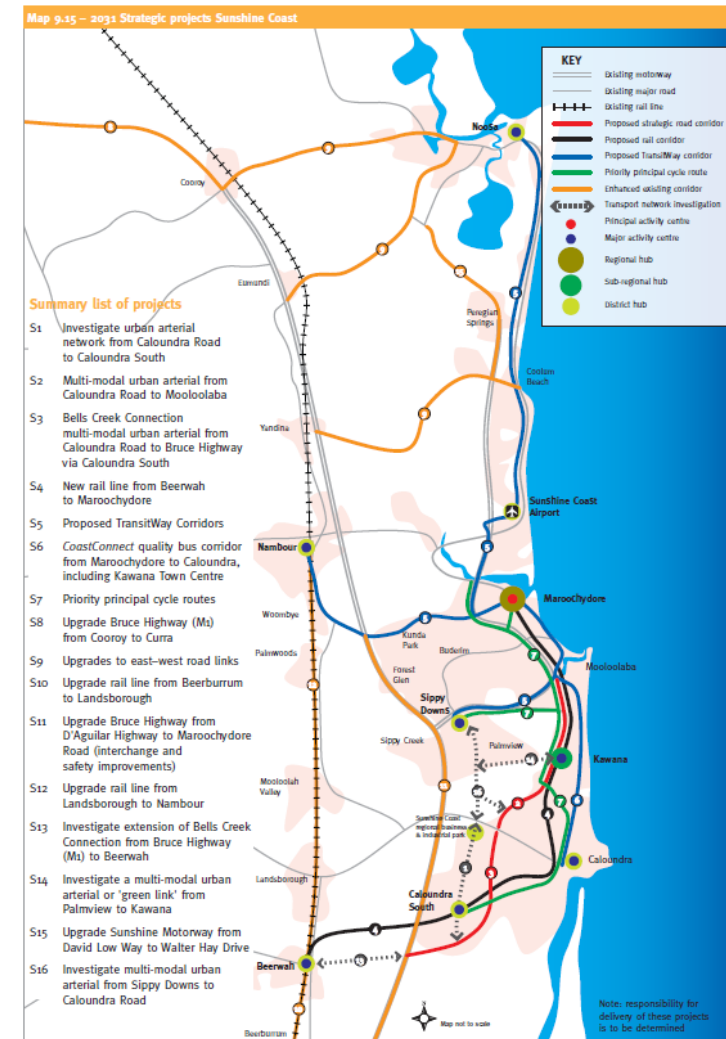 Map 9.15 – 2031 Strategic projects Sunshine Coast
KEY
Existing motorway
Existing major road
Existing rail line
Proposed strategic road corridor
Proposed rail corridor
Proposed TransitWay corridor
Priority principal cycle route
Enhanced existing corridor
Transport network investigation
Principal activity centre
Major activity centre
Regional hub
Sub-regional hub
District hub
Noosa
Cooroy
Eumundi
Peregian
Springs
Coolum
Beach
Yandina
Sunshine Coast
Airport
Nambour
Maroochydore
Woombye
Kunda
Park
Buderim
Palmwoods
Mooloolaba
Forest
Glen
Sippy
Downs
Sippy Creek
Palmview
Kawana
Mooloolah
Valley
Sunshine Coast
regional business
& industrial park
Caloundra
Landsborough
Caloundra
South
Beerwah
Beerburrum
Summary list of projects
S1 Investigate urban arterial
network from Caloundra Road
to Caloundra South
S2 Multi-modal urban arterial from
Caloundra Road to Mooloolaba
S3 Bells Creek Connection
multi-modal urban arterial from
Caloundra Road to Bruce Highway
via Caloundra South
S4 New rail line from Beerwah
to Maroochydore
S5 Proposed TransitWay Corridors
S6 CoastConnect quality bus corridor
from Maroochydore to Caloundra,
including Kawana Town Centre
S7 Priority principal cycle routes
S8 Upgrade Bruce Highway (M1)
from Cooroy to Curra
S9 Upgrades to east–west road links
S10 Upgrade rail line from Beerburrum
to Landsborough
S11 Upgrade Bruce Highway from
D'Aguilar Highway to Maroochydore
Road (interchange and
safety improvements)
S12 Upgrade rail line from
Landsborough to Nambour
S13 Investigate extension of Bells Creek
Connection from Bruce Highway
(M1) to Beerwah
S14 Investigate a multi-modal urban
arterial or 'green link' from
Palmview to Kawana
S15 Upgrade Sunshine Motorway from
David Low Way to Walter Hay Drive
S16 Investigate multi-modal urban
arterial from Sippy Downs to
Caloundra Road
Map not to scale
Note: responsibility for
delivery of these projects
is to be determined